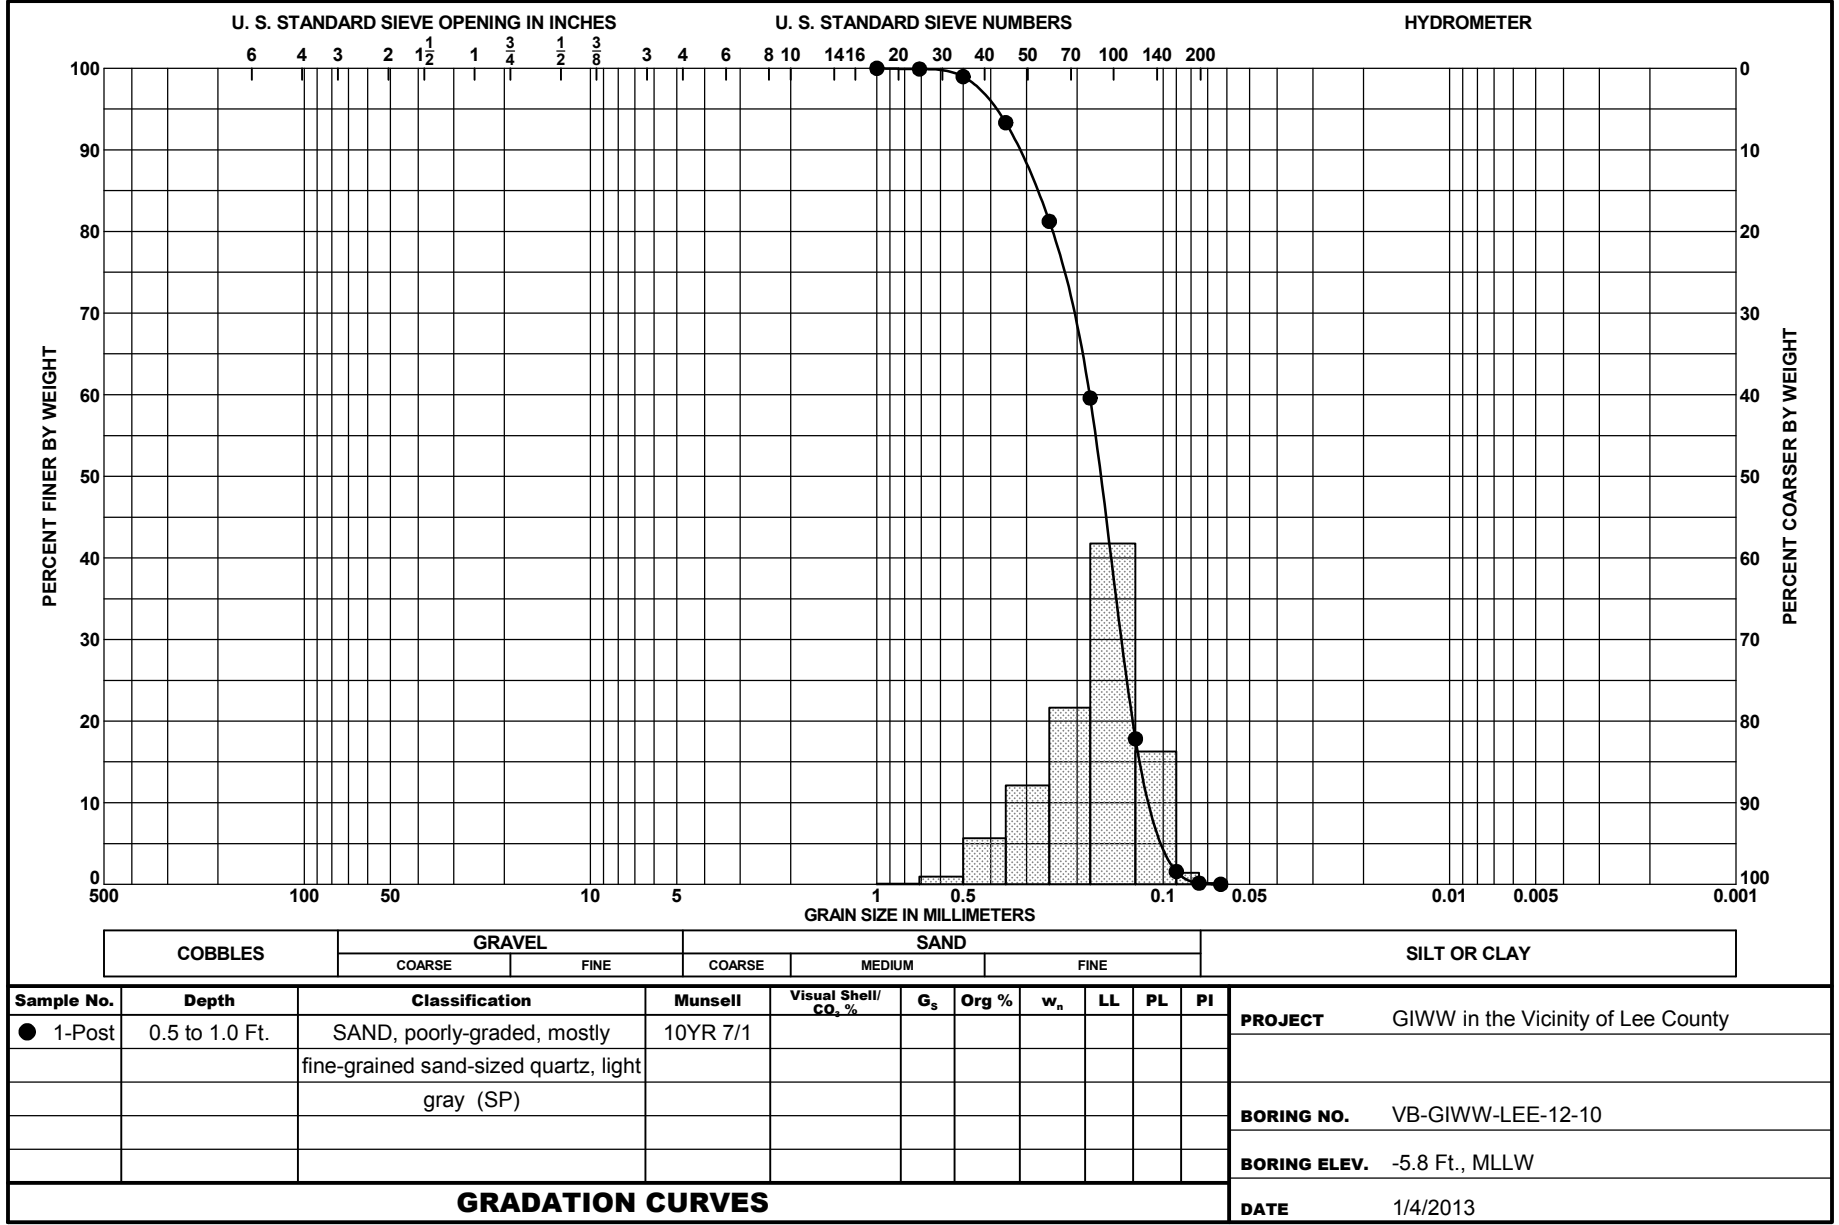 U. S. STANDARD SIEVE OPENING IN INCHES U. S. STANDARD SIEVE NUMBERS HYDROMETER
6 4 3 2 1 1/2 1 3/4 1/2 3/8 3 4 6 8 10 14 16 20 30 40 50 70 100 140 200
100 0
90 10
80 20
70 30
60 40
50 50
40 60
30 70
20 80
10 90
0 100
PERCENT FINER BY WEIGHT
PERCENT COARSER BY WEIGHT
500 100 50 10 5 1 0.5 0.1 0.05 0.01 0.005 0.001
GRAIN SIZE IN MILLIMETERS
COBBLES GRAVEL SAND SILT OR CLAY
COARSE FINE COARSE MEDIUM FINE
Sample No. Depth Classification Munsell Visual Shell/ CO₃ % Gs Org % wn LL PL PI
1-Post 0.5 to 1.0 Ft. SAND, poorly-graded, mostly 10YR 7/1
fine-grained sand-sized quartz, light
gray (SP)
PROJECT GIWW in the Vicinity of Lee County
BORING NO. VB-GIWW-LEE-12-10
BORING ELEV. -5.8 Ft., MLLW
DATE 1/4/2013
GRADATION CURVES